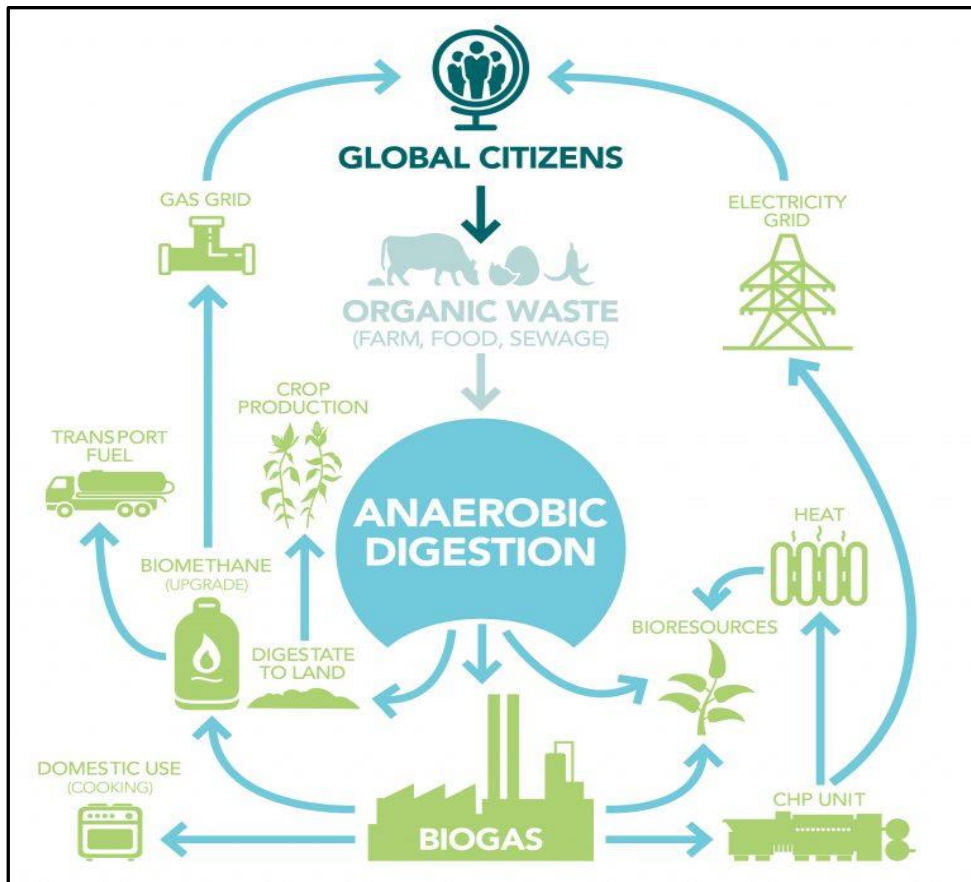 GLOBAL CITIZENS
GAS GRID
ELECTRICITY
GRID
ORGANIC WASTE
(FARM, FOOD, SEWAGE)
CROP
PRODUCTION
TRANSPORT
FUEL
ANAEROBIC
DIGESTION
HEAT
BIOMETHANE
(UPGRADE)
DIGESTATE
TO LAND
BIORESOURCES
DOMESTIC USE
(COOKING)
BIOGAS
CHP UNIT